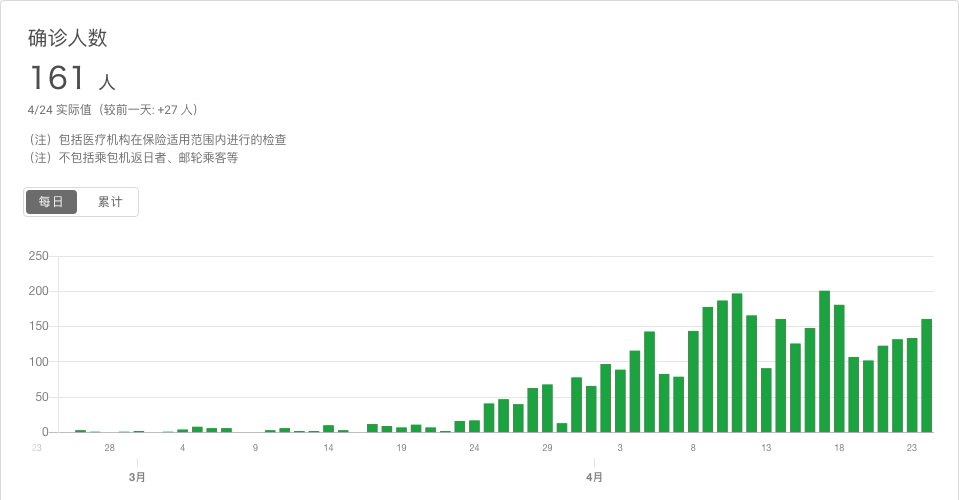 确诊人数
161 人
4/24 实际值（较前一天: +27 人）
（注）包括医疗机构在保险适用范围内进行的检查
（注）不包括乘包机返日者、邮轮乘客等
每日 累计
250
200
150
100
50
0
23 28 4 9 14 19 24 29 3 8 13 18 23
3月 4月